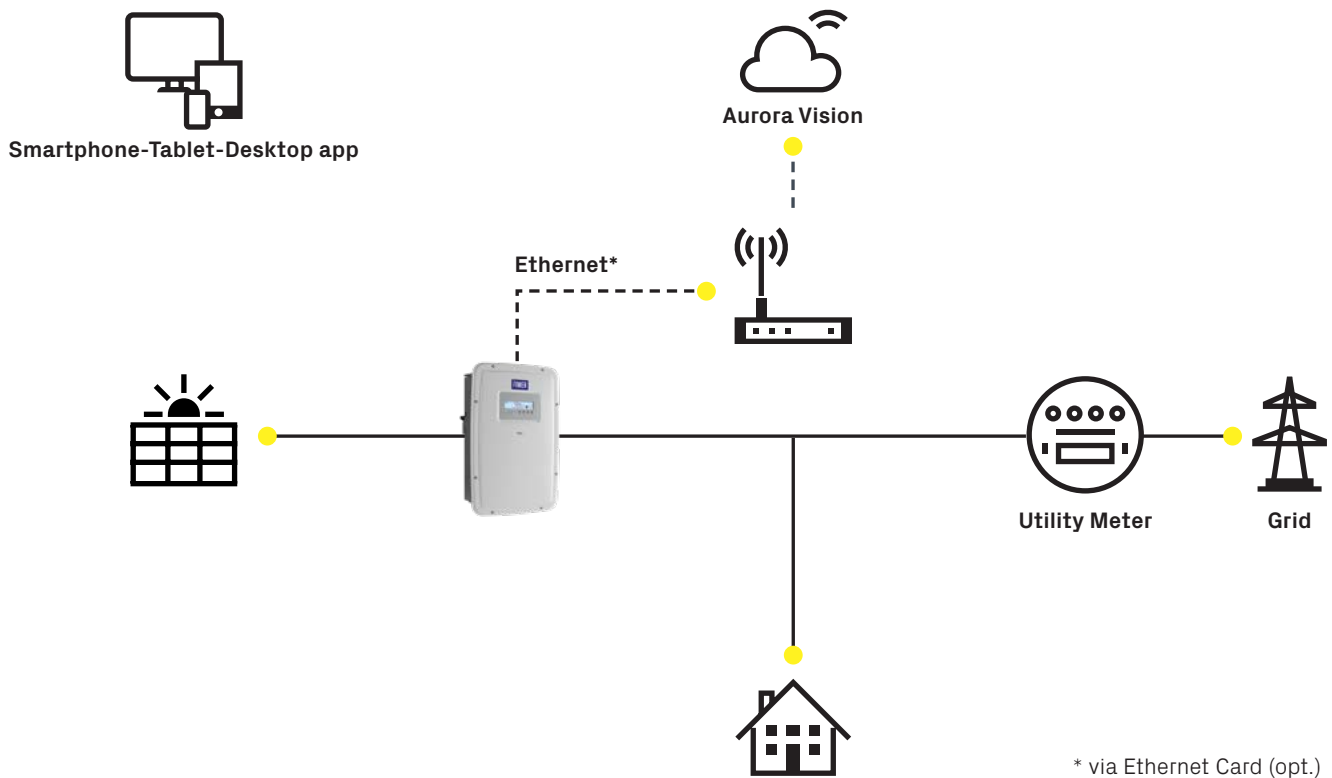 Aurora Vision
Smartphone-Tablet-Desktop app
Ethernet*
Utility Meter
Grid
* via Ethernet Card (opt.)